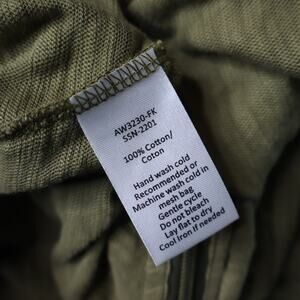 AW3230-FK
SSN-2201
100% Cotton/
Coton
Hand wash cold
Recommended or
Machine wash cold in
mesh bag
Gentle cycle
Do not bleach
Lay flat to dry
Cool Iron if needed